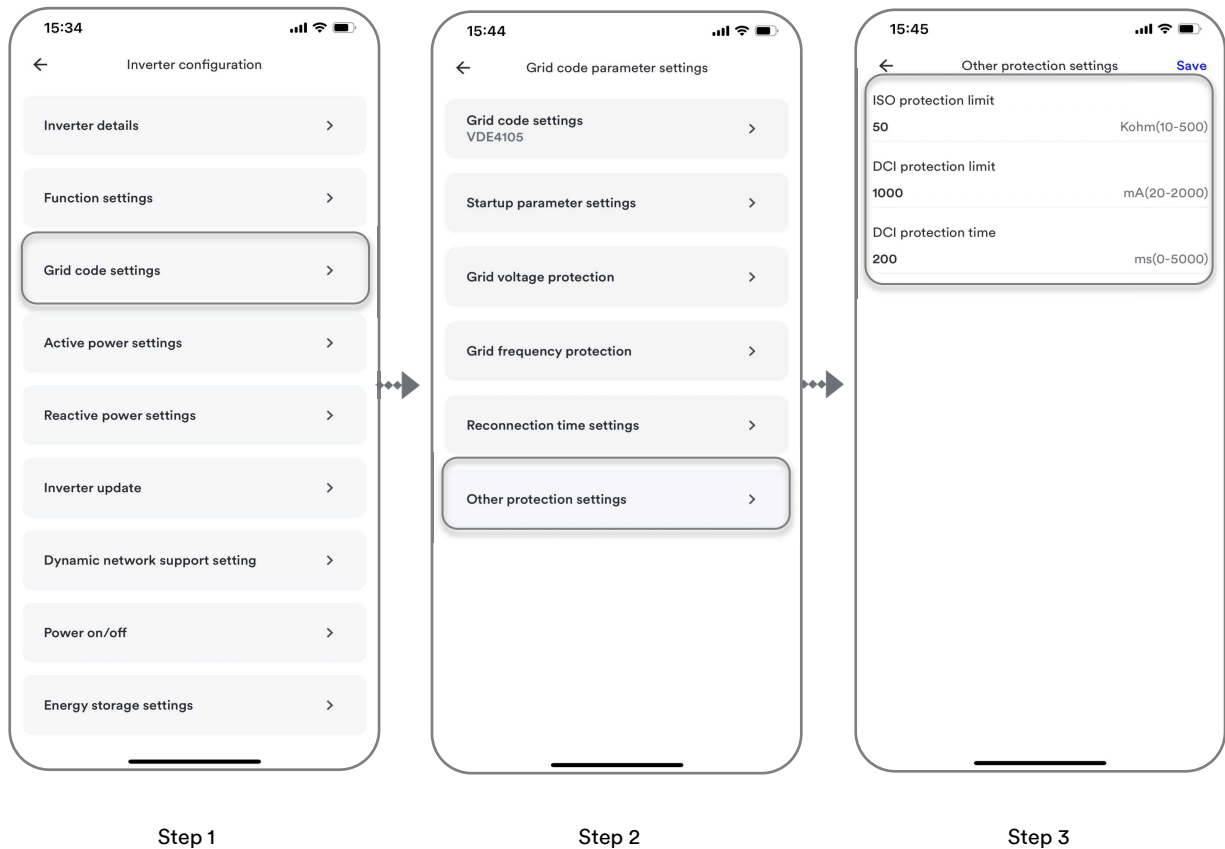 15:34
Inverter configuration
Inverter details
Function settings
Grid code settings
Active power settings
Reactive power settings
Inverter update
Dynamic network support setting
Power on/off
Energy storage settings
Step 1
15:44
Grid code parameter settings
Grid code settings
VDE4105
Startup parameter settings
Grid voltage protection
Grid frequency protection
Reconnection time settings
Other protection settings
Step 2
15:45
Other protection settings Save
ISO protection limit
50 Kohm(10-500)
DCI protection limit
1000 mA(20-2000)
DCI protection time
200 ms(0-5000)
Step 3